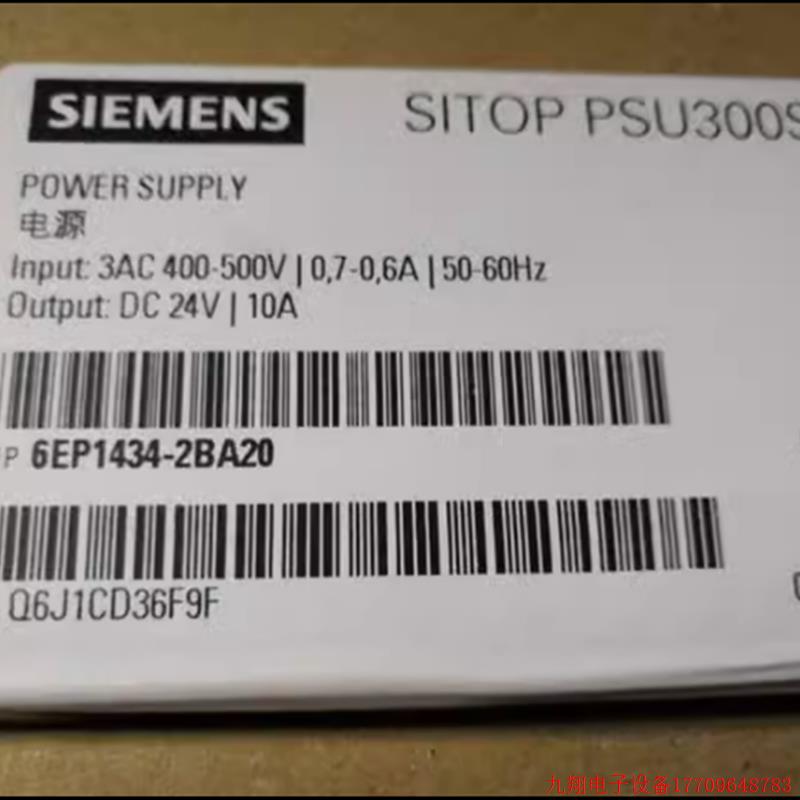 SIEMENS SITOP PSU300S
POWER SUPPLY
电源
Input: 3AC 400-500V | 0,7-0,6A | 50-60Hz
Output: DC 24V | 10A
P 6EP1434-2BA20
Q6J1CD36F9F
九翔电子设备17709648783